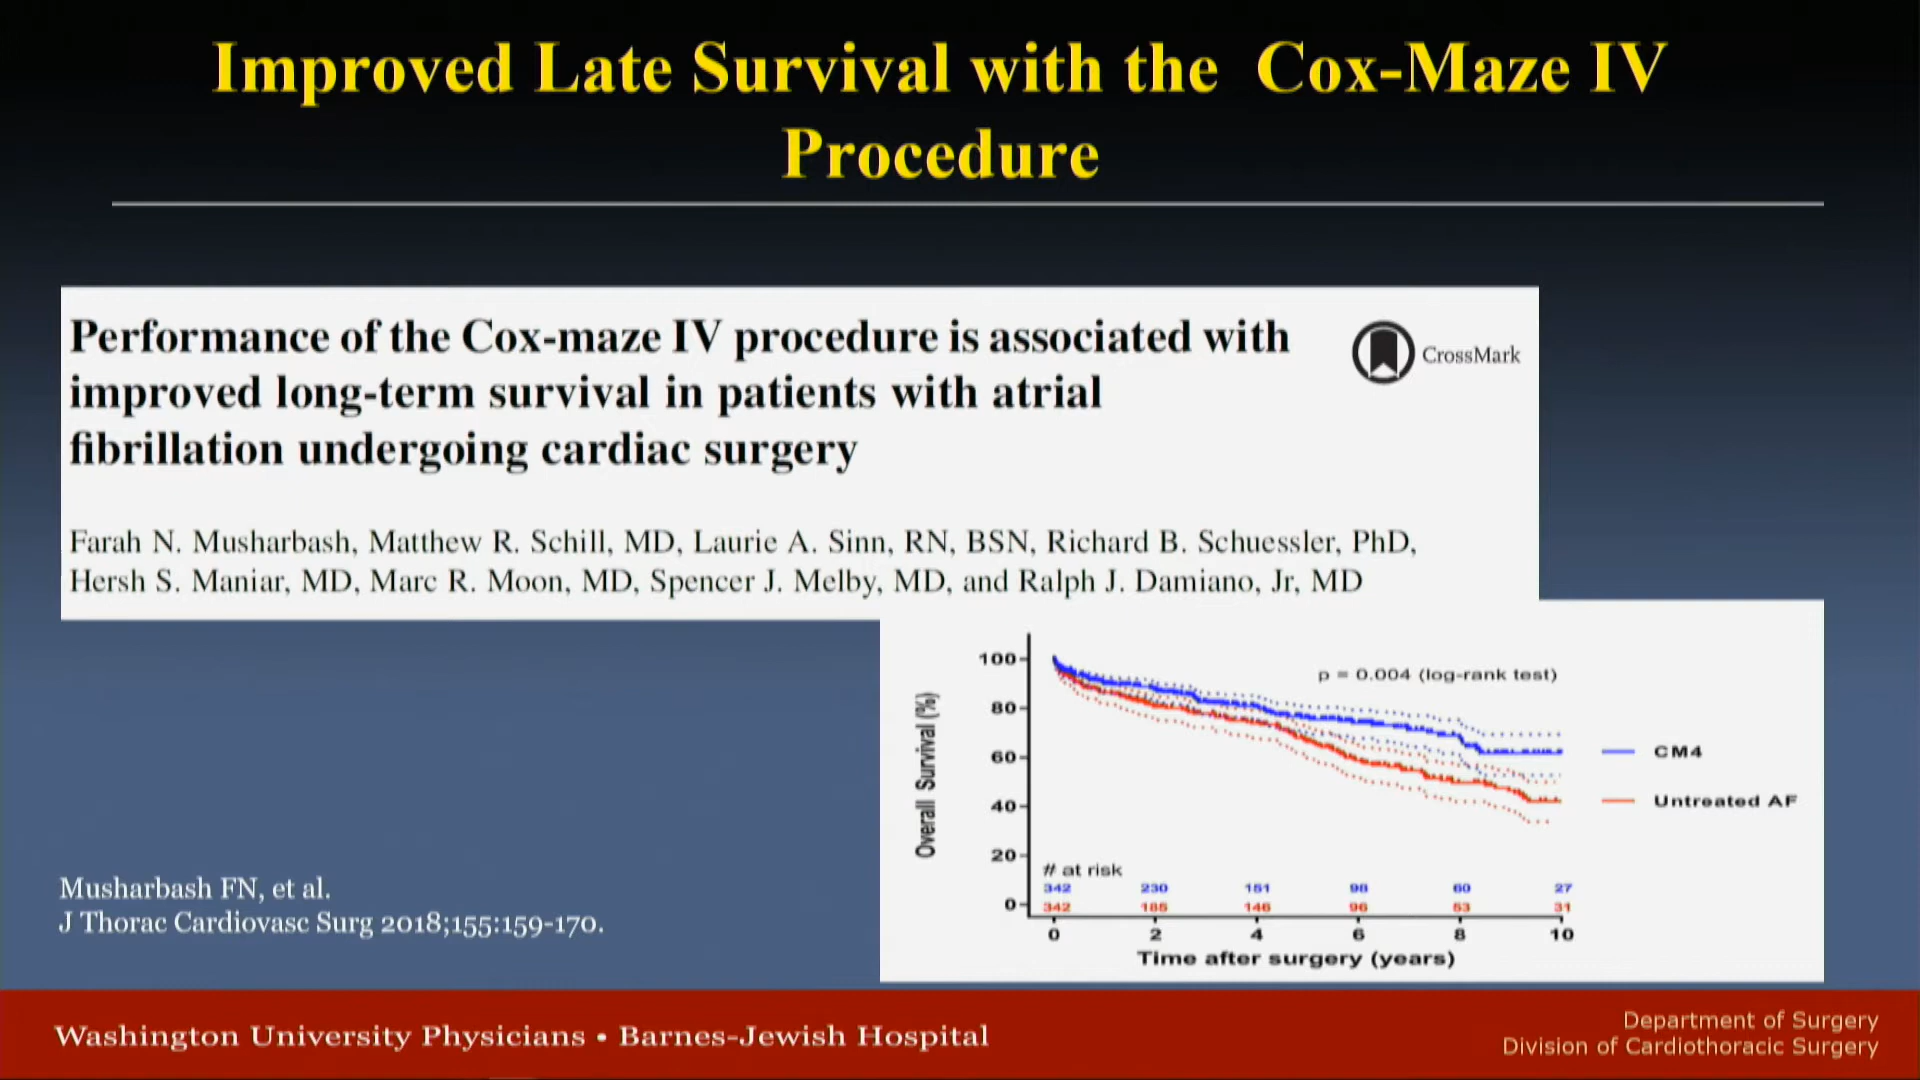 Improved Late Survival with the Cox-Maze IV
Procedure
Performance of the Cox-maze IV procedure is associated with
improved long-term survival in patients with atrial
fibrillation undergoing cardiac surgery
CrossMark
Farah N. Musharbash, Matthew R. Schill, MD, Laurie A. Sinn, RN, BSN, Richard B. Schuessler, PhD,
Hersh S. Maniar, MD, Marc R. Moon, MD, Spencer J. Melby, MD, and Ralph J. Damiano, Jr, MD
Overall Survival (%)
100
80
60
40
20
0
p = 0.004 (log-rank test)
CM4
Untreated AF
# at risk
342 230 151 98 60 27
342 185 146 96 53 31
0 2 4 6 8 10
Time after surgery (years)
Musharbash FN, et al.
J Thorac Cardiovasc Surg 2018;155:159-170.
Washington University Physicians • Barnes-Jewish Hospital
Department of Surgery
Division of Cardiothoracic Surgery